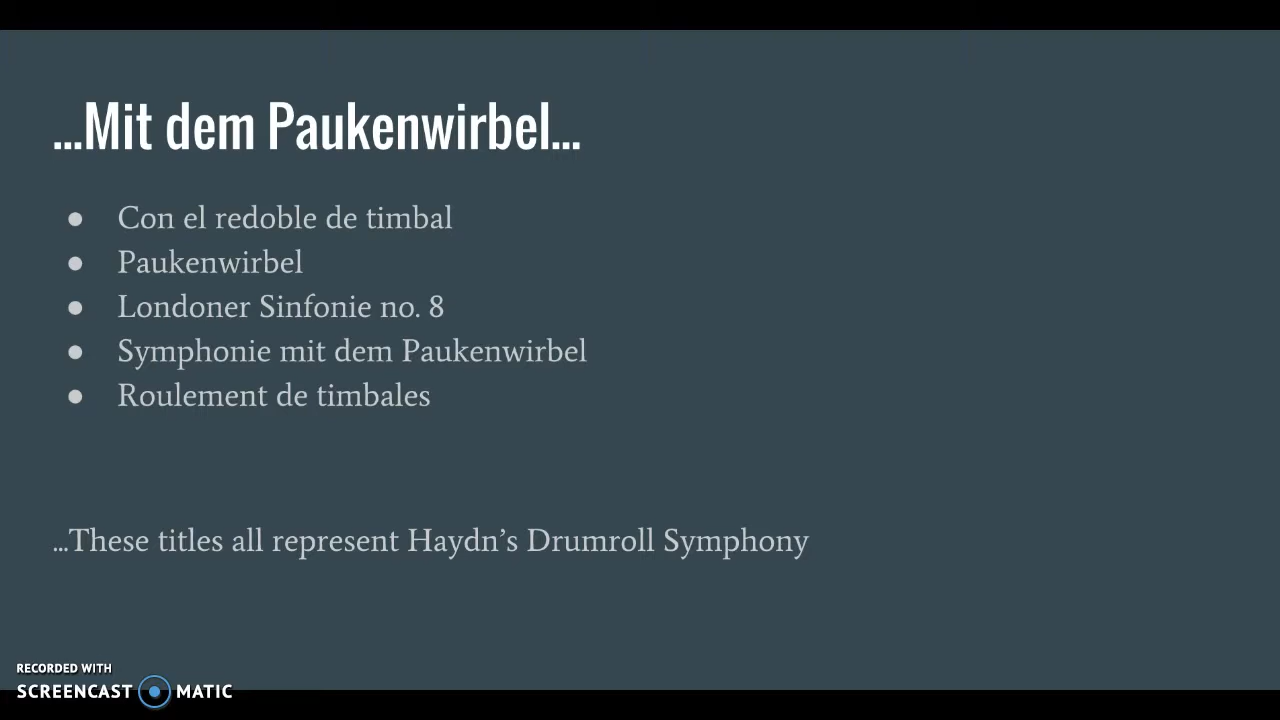 ...Mit dem Paukenwirbel...
● Con el redoble de timbal
● Paukenwirbel
● Londoner Sinfonie no. 8
● Symphonie mit dem Paukenwirbel
● Roulement de timbales
...These titles all represent Haydn’s Drumroll Symphony
RECORDED WITH
SCREENCAST MATIC